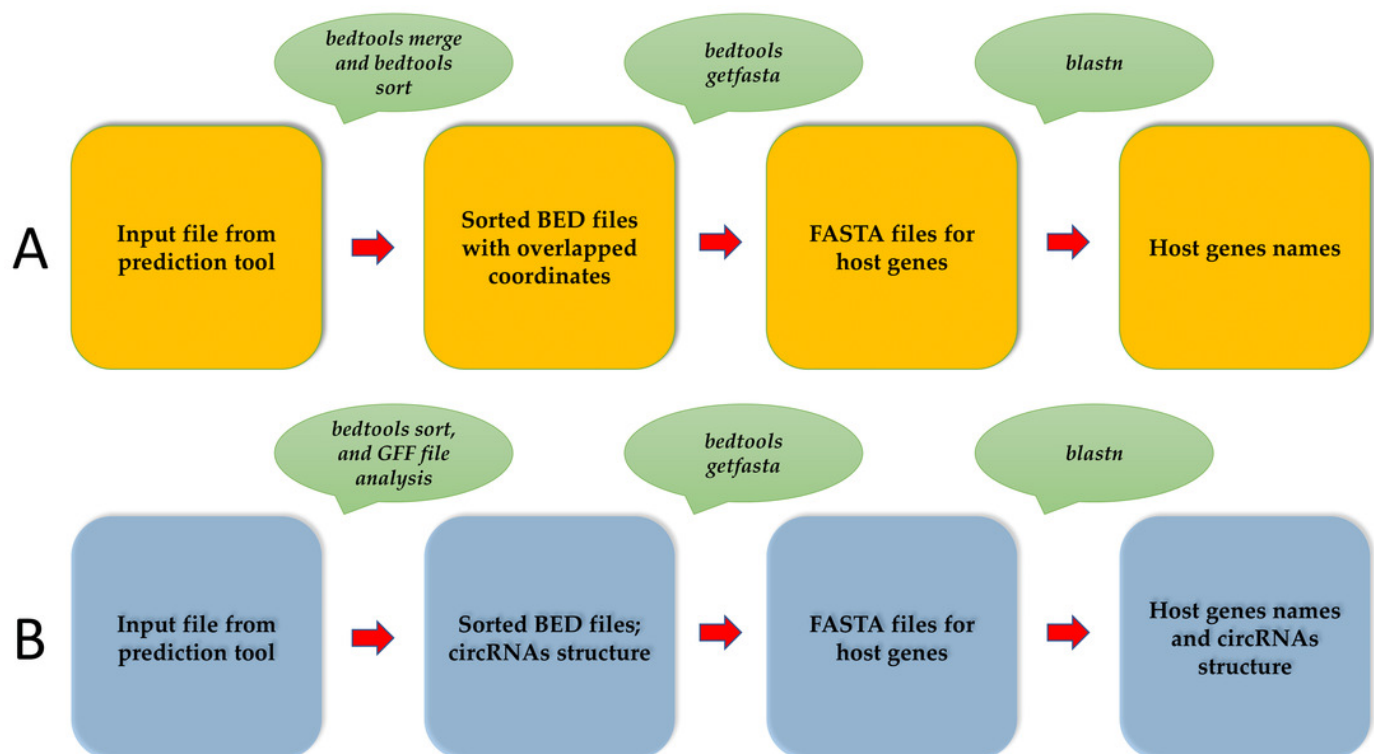 bedtools merge
and bedtools
sort
bedtools
getfasta
blastn
A
Input file from
prediction tool
Sorted BED files
with overlapped
coordinates
FASTA files for
host genes
Host genes names
bedtools sort,
and GFF file
analysis
bedtools
getfasta
blastn
B
Input file from
prediction tool
Sorted BED files;
circRNAs structure
FASTA files for
host genes
Host genes names
and circRNAs
structure